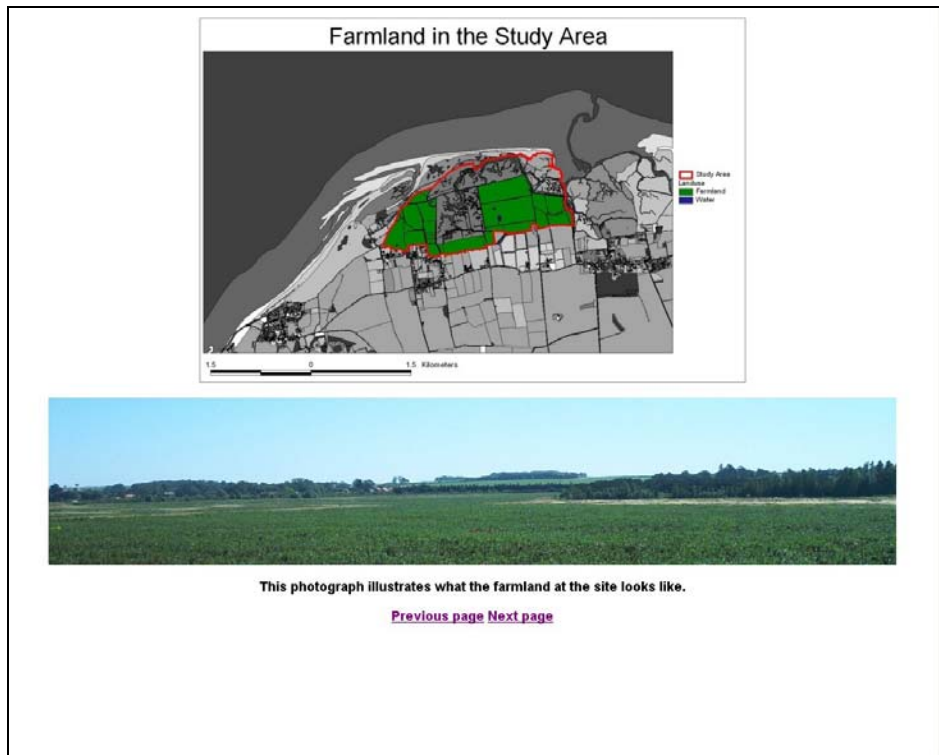 Farmland in the Study Area
Study Area
Landuse
Farmland
Water
1.5 0 1.5 Kilometers
This photograph illustrates what the farmland at the site looks like.
Previous page Next page